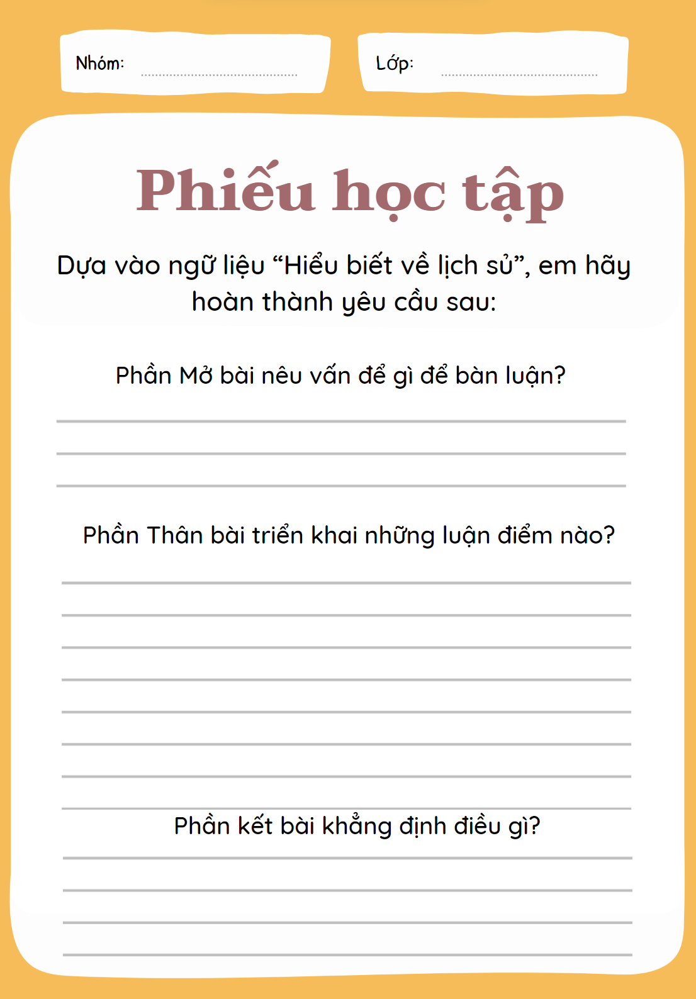 Nhóm:
Lớp:
Phiếu học tập
Dựa vào ngữ liệu “Hiểu biết về lịch sủ”, em hãy
hoàn thành yêu cầu sau:
Phần Mở bài nêu vấn để gì để bàn luận?
Phần Thân bài triển khai những luận điểm nào?
Phần kết bài khẳng định điều gì?